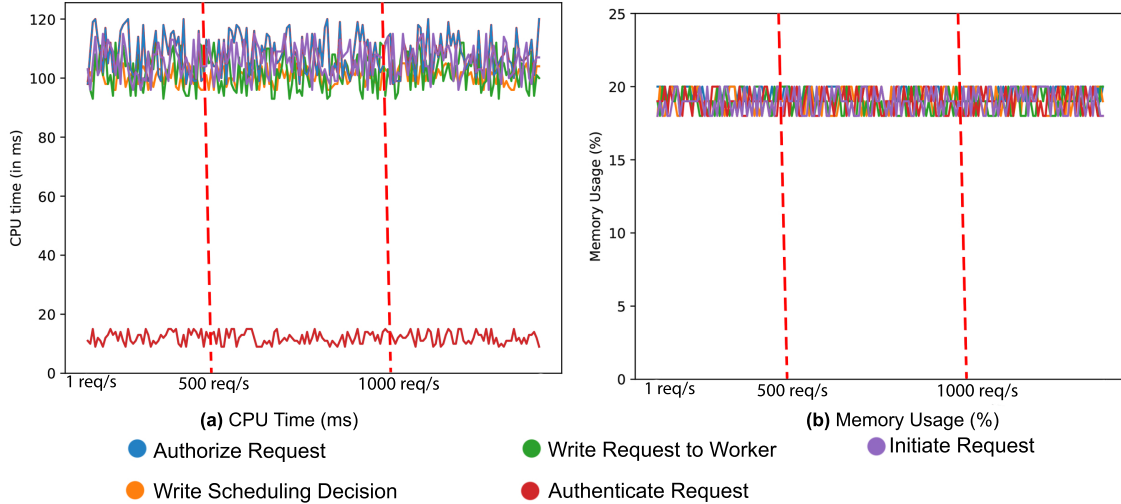 120
100
80
60
40
20
0
CPU time (in ms)
1 req/s
500 req/s
1000 req/s
(a) CPU Time (ms)
25
20
15
10
5
0
Memory Usage (%)
1 req/s
500 req/s
1000 req/s
(b) Memory Usage (%)
Authorize Request
Write Request to Worker
Initiate Request
Write Scheduling Decision
Authenticate Request